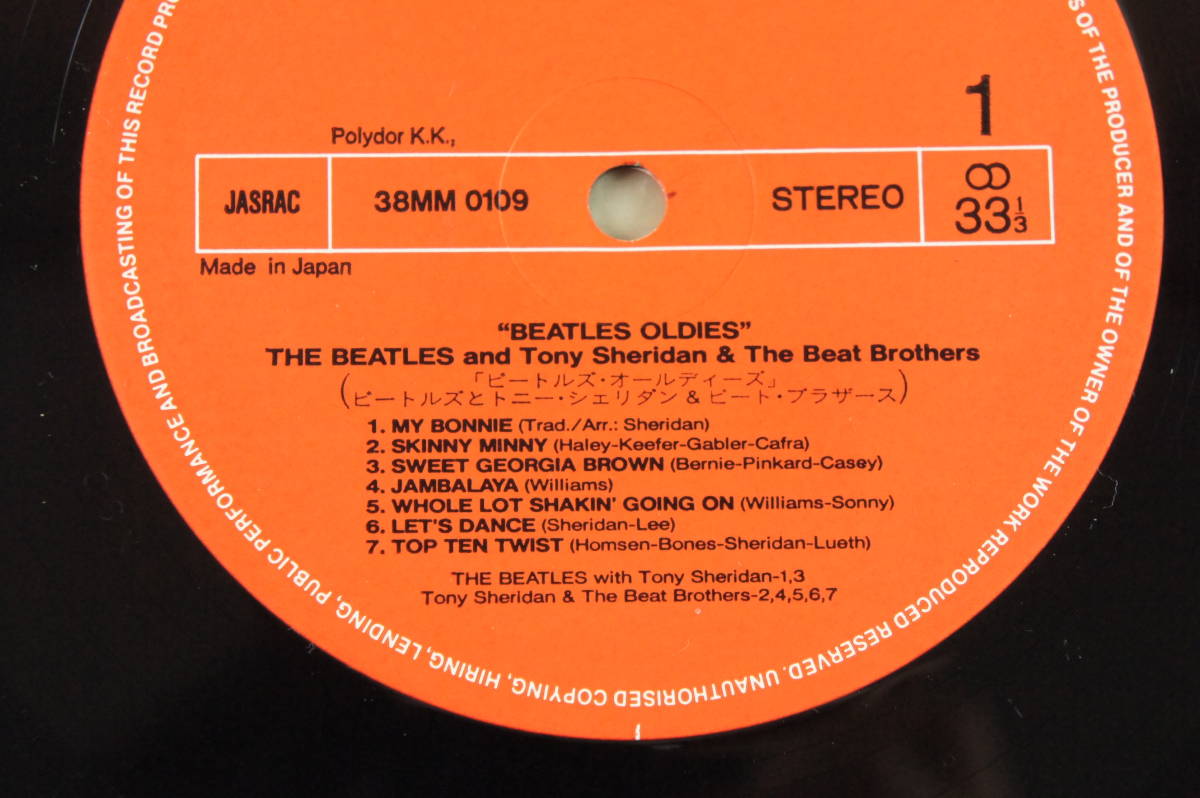 1
Polydor K.K.,
JASRAC
38MM 0109
STEREO
∞
33 1/3
Made in Japan
“BEATLES OLDIES”
THE BEATLES and Tony Sheridan & The Beat Brothers
(「ビートルズ・オールディーズ」
ビートルズとトニー・シェリダン & ビート・ブラザース)
1. MY BONNIE (Trad./Arr.: Sheridan)
2. SKINNY MINNY (Haley-Keefer-Gabler-Cafra)
3. SWEET GEORGIA BROWN (Bernie-Pinkard-Casey)
4. JAMBALAYA (Williams)
5. WHOLE LOT SHAKIN’ GOING ON (Williams-Sonny)
6. LET’S DANCE (Sheridan-Lee)
7. TOP TEN TWIST (Homsen-Bones-Sheridan-Lueth)
THE BEATLES with Tony Sheridan-1,3
Tony Sheridan & The Beat Brothers-2,4,5,6,7
S OF THE PRODUCER AND OF THE OWNER OF THE WORK REPRODUCED RESERVED. UNAUTHORISED COPYING, HIRING, LENDING, PUBLIC PERFORMANCE AND BROADCASTING OF THIS RECORD PRO